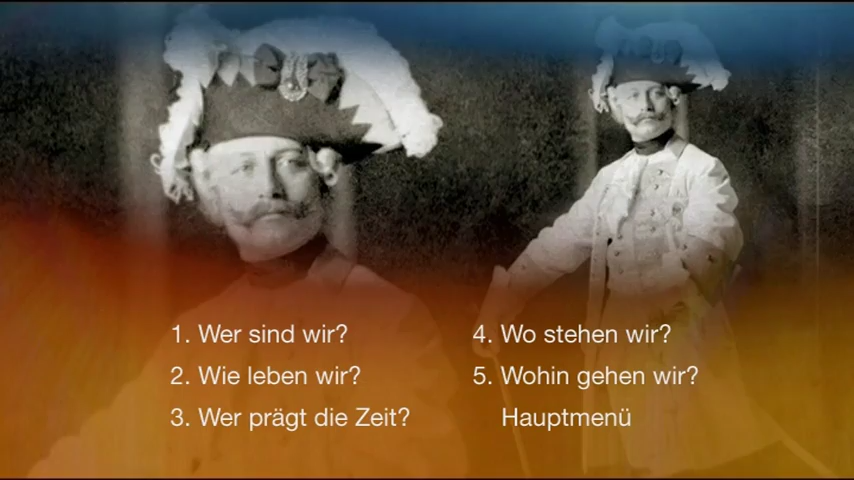 1. Wer sind wir?
2. Wie leben wir?
3. Wer prägt die Zeit?
4. Wo stehen wir?
5. Wohin gehen wir?
Hauptmenü